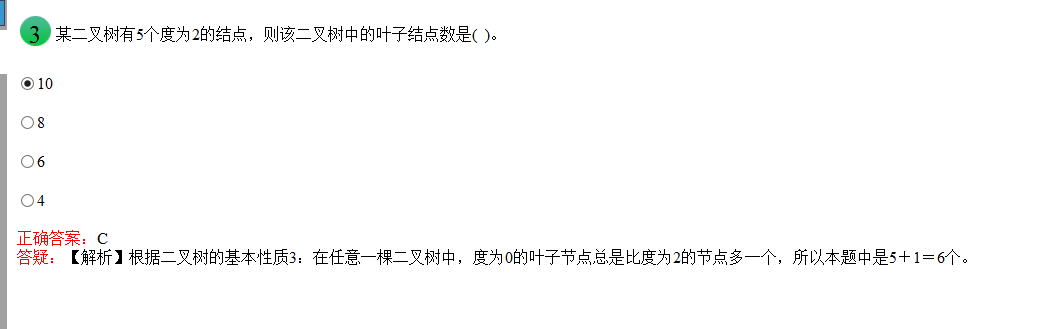 3 某二叉树有5个度为2的结点，则该二叉树中的叶子结点数是( )。
10
8
6
4
正确答案：C
答疑：【解析】根据二叉树的基本性质3：在任意一棵二叉树中，度为0的叶子节点总是比度为2的节点多一个，所以本题中是5＋1＝6个。